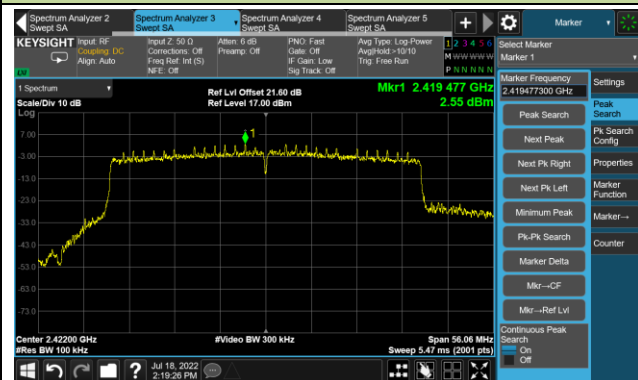 Spectrum Analyzer 2
Swept SA
Spectrum Analyzer 3
Swept SA
Spectrum Analyzer 4
Swept SA
Spectrum Analyzer 5
Swept SA
+
Marker
KEYSIGHT
Input: RF
Coupling: DC
Align: Auto
Input Z: 50 Ω
Corrections: Off
Freq Ref: Int (S)
NFE: Off
Atten: 6 dB
Preamp: Off
PNO: Fast
Gate: Off
IF Gain: Low
Sig Track: Off
Avg Type: Log-Power
Avg|Hold:>10/10
Trig: Free Run
1 2 3 4 5 6
M W W W W W
P N N N N N
Select Marker
Marker 1
LXI
1 Spectrum
Scale/Div 10 dB
Log
Ref Lvl Offset 21.60 dB
Ref Level 17.00 dBm
Mkr1 2.419 477 GHz
2.55 dBm
1
7.00
-3.00
-13.0
-23.0
-33.0
-43.0
-53.0
-63.0
-73.0
Center 2.42200 GHz
#Res BW 100 kHz
#Video BW 300 kHz
Span 56.06 MHz
Sweep 5.47 ms (2001 pts)
Marker Frequency
2.419477300 GHz
Peak Search
Next Peak
Next Pk Right
Next Pk Left
Minimum Peak
Pk-Pk Search
Marker Delta
Mkr→CF
Mkr→Ref Lvl
Continuous Peak
Search
On
Off
Settings
Peak
Search
Pk Search
Config
Properties
Marker
Function
Marker→
Counter
?
Jul 18, 2022
2:19:26 PM